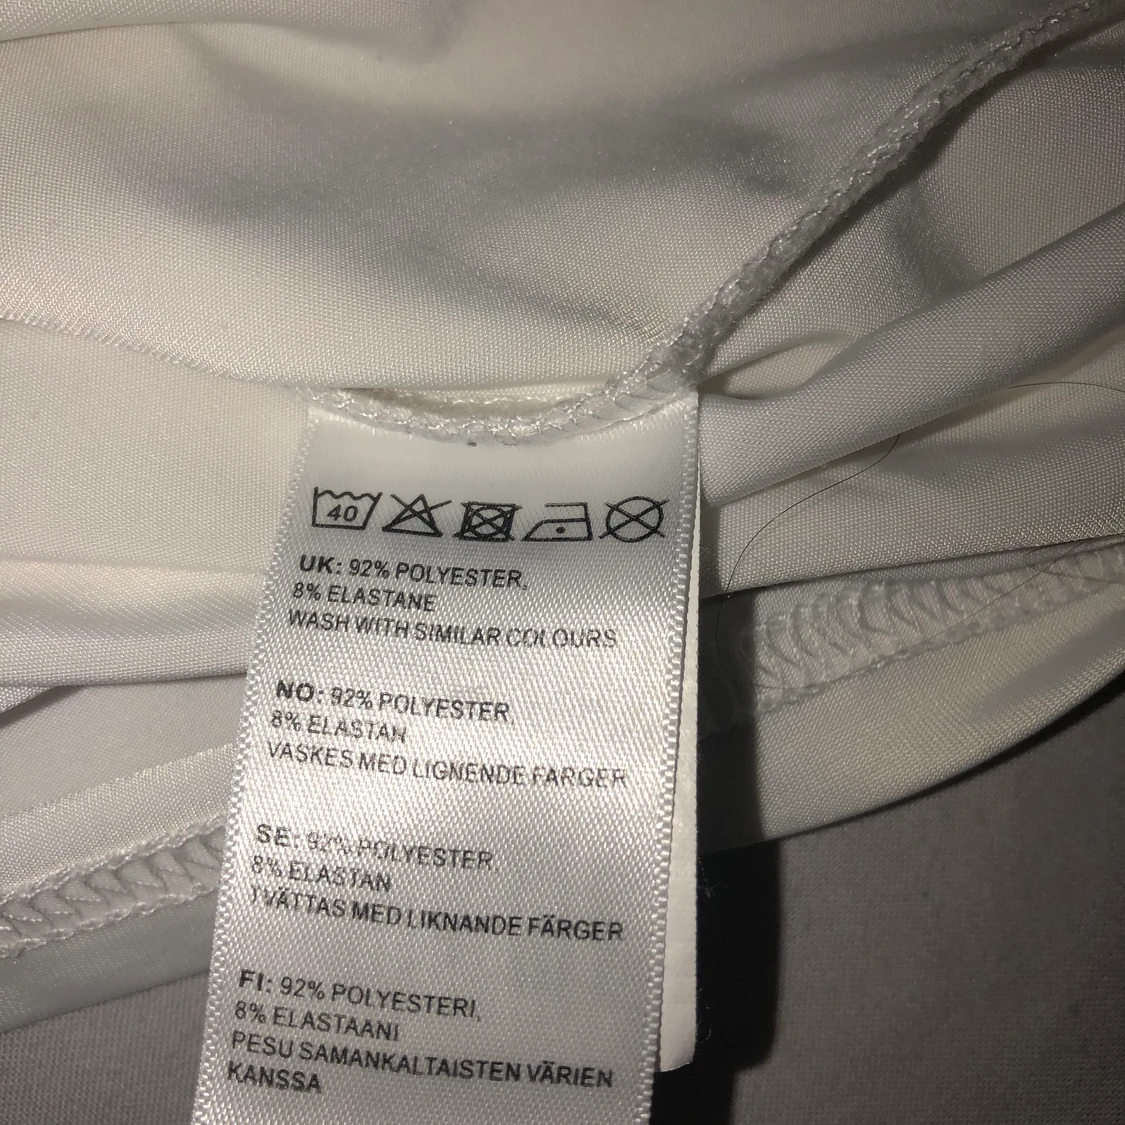 40
UK: 92% POLYESTER,
8% ELASTANE
WASH WITH SIMILAR COLOURS
NO: 92% POLYESTER,
8% ELASTAN
VASKES MED LIGNENDE FARGER
SE: 92% POLYESTER,
8% ELASTAN
TVÄTTAS MED LIKNANDE FÄRGER
FI: 92% POLYESTERI,
8% ELASTAANI
PESU SAMANKALTAISTEN VÄRIEN
KANSSA